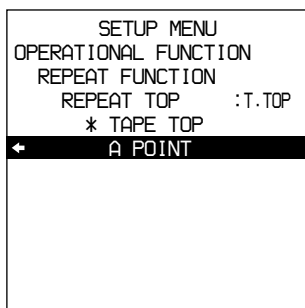 SETUP MENU
OPERATIONAL FUNCTION
REPEAT FUNCTION
REPEAT TOP :T.TOP
* TAPE TOP
← A POINT